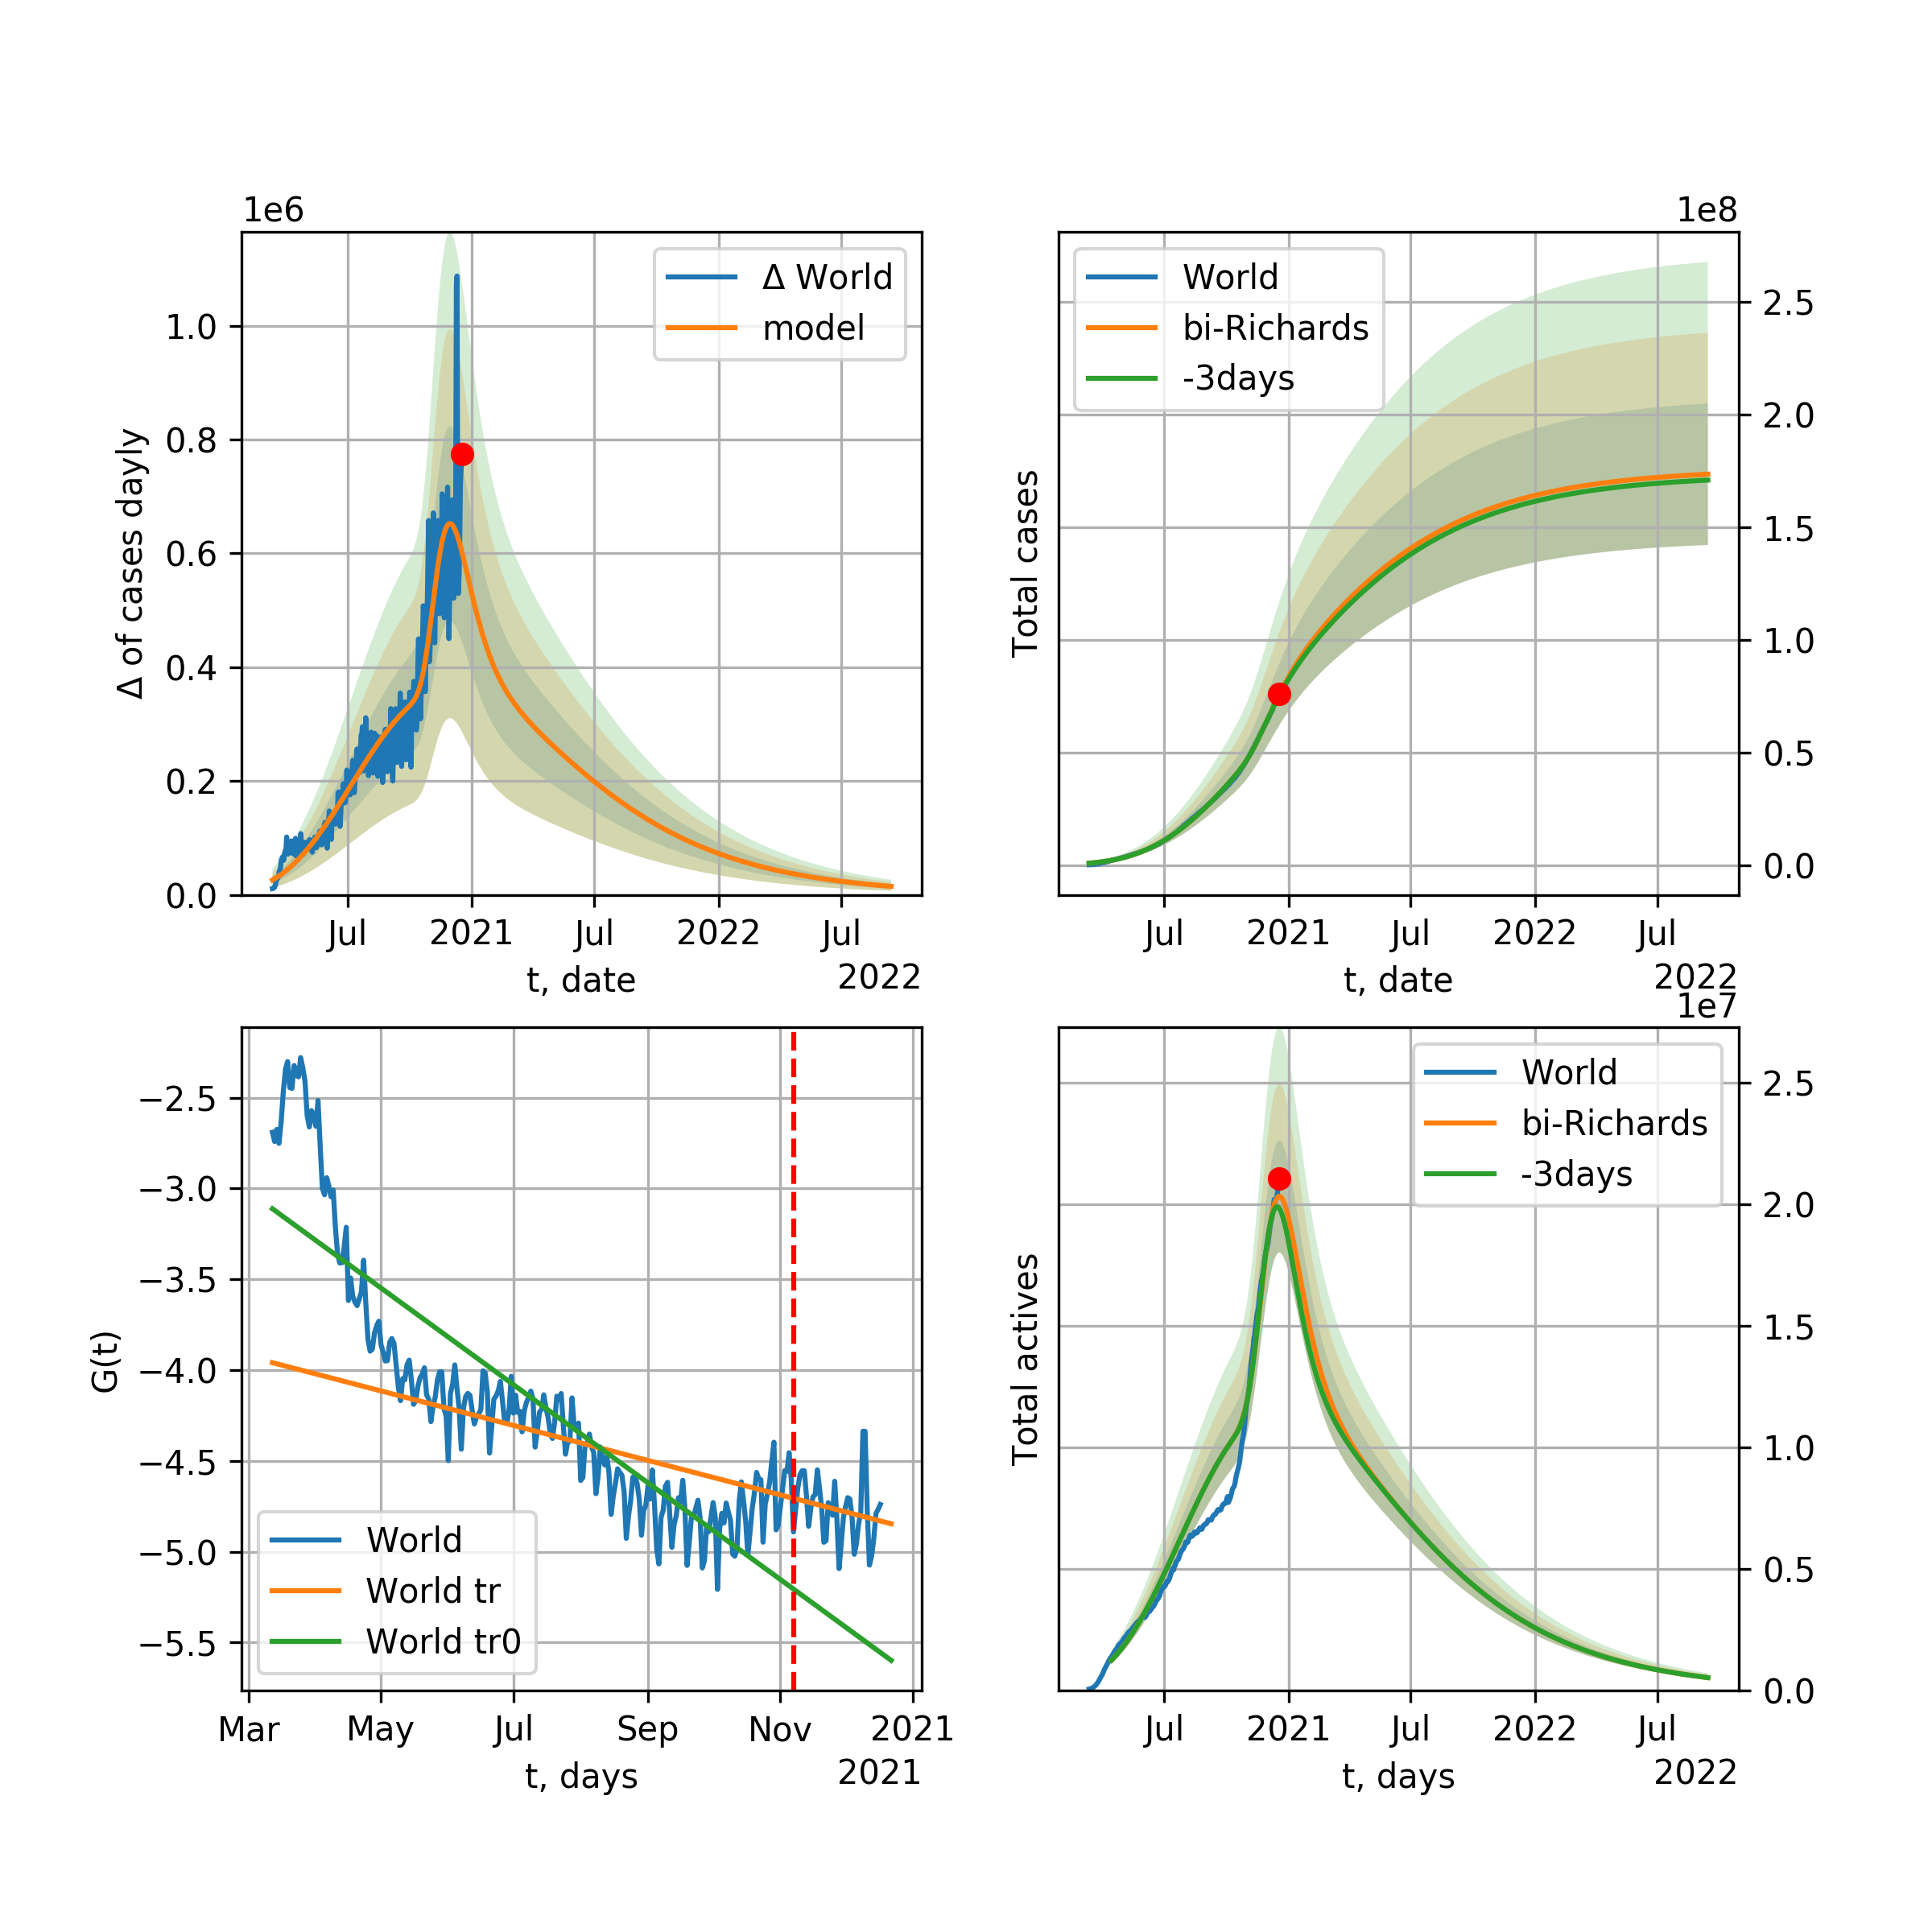 1e6
Δ World
model
1.0
0.8
0.6
0.4
0.2
0.0
Δ of cases dayly
Jul
2021
Jul
2022
Jul
t, date
2022
1e8
World
bi-Richards
-3days
2.5
2.0
1.5
1.0
0.5
0.0
Total cases
Jul
2021
Jul
2022
Jul
t, date
2022
−2.5
−3.0
−3.5
−4.0
−4.5
−5.0
−5.5
G(t)
World
World tr
World tr0
Mar
May
Jul
Sep
Nov
2021
t, days
2021
1e7
World
bi-Richards
-3days
2.5
2.0
1.5
1.0
0.5
0.0
Total actives
Jul
2021
Jul
2022
Jul
t, days
2022